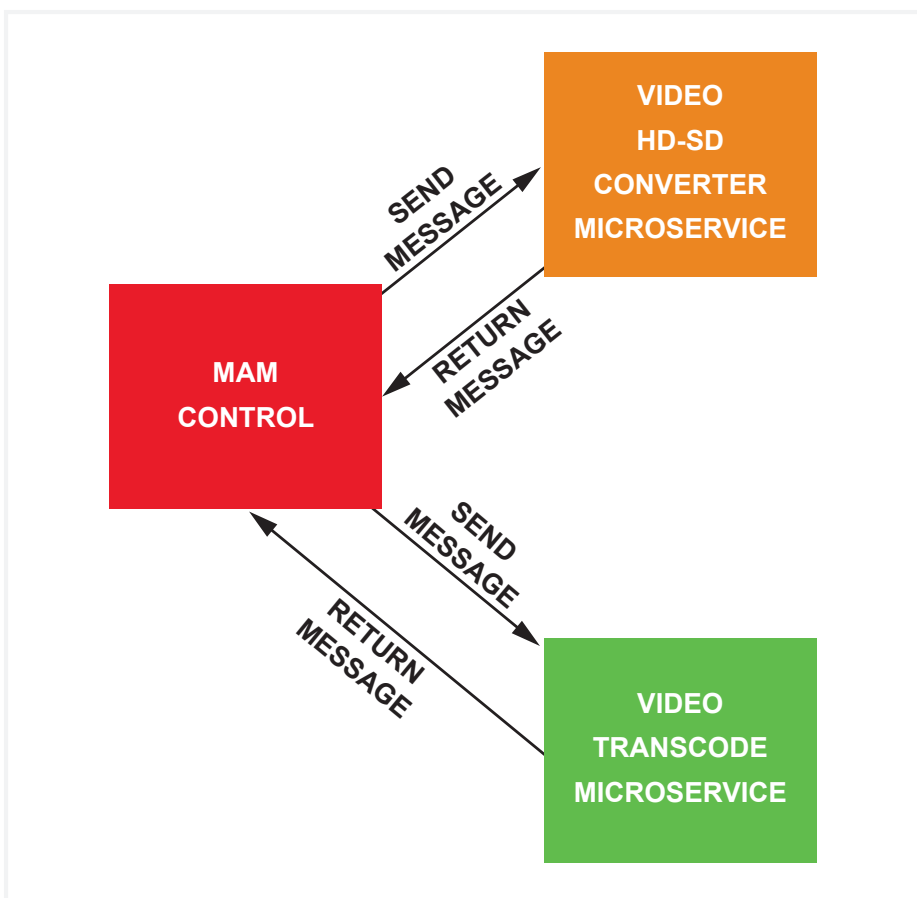 VIDEO
HD-SD
CONVERTER
MICROSERVICE
SEND
MESSAGE
RETURN
MESSAGE
MAM
CONTROL
SEND
MESSAGE
RETURN
MESSAGE
VIDEO
TRANSCODE
MICROSERVICE